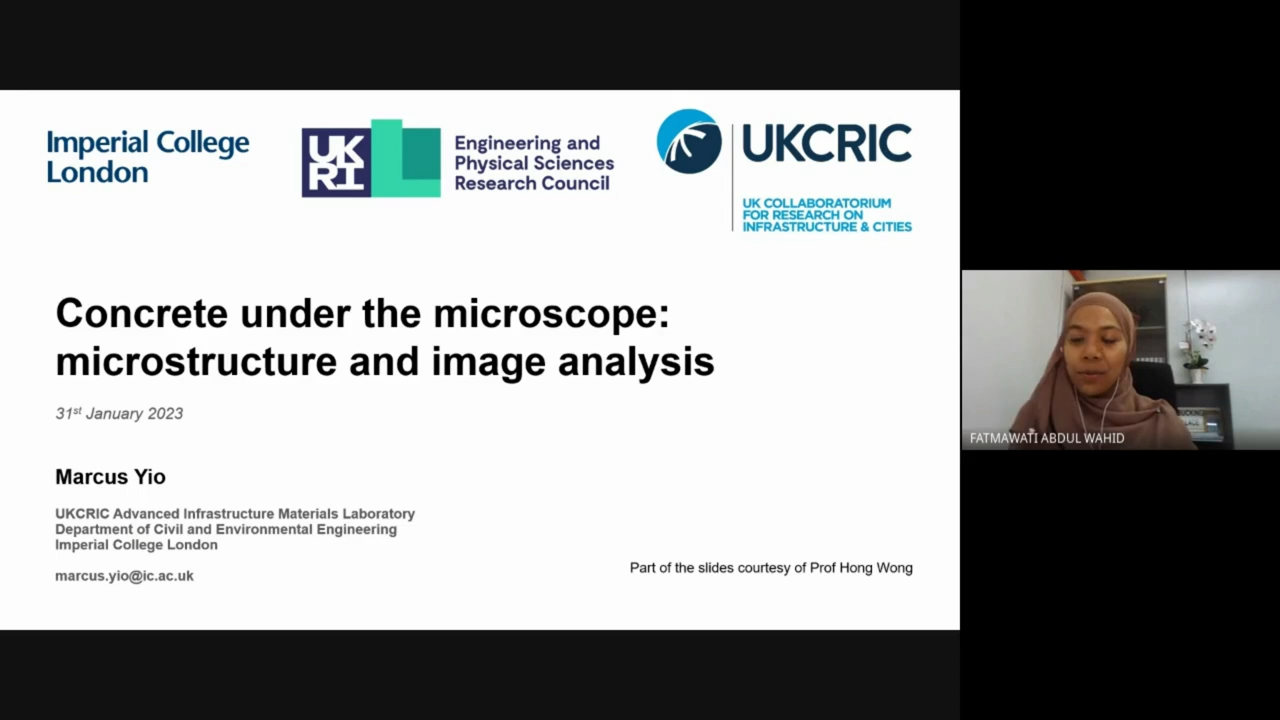 Imperial College
London
UK
RI
Engineering and
Physical Sciences
Research Council
UKCRIC
UK COLLABORATORIUM
FOR RESEARCH ON
INFRASTRUCTURE & CITIES
Concrete under the microscope:
microstructure and image analysis
31st January 2023
Marcus Yio
UKCRIC Advanced Infrastructure Materials Laboratory
Department of Civil and Environmental Engineering
Imperial College London
marcus.yio@ic.ac.uk
Part of the slides courtesy of Prof Hong Wong
FATMAWATI ABDUL WAHID